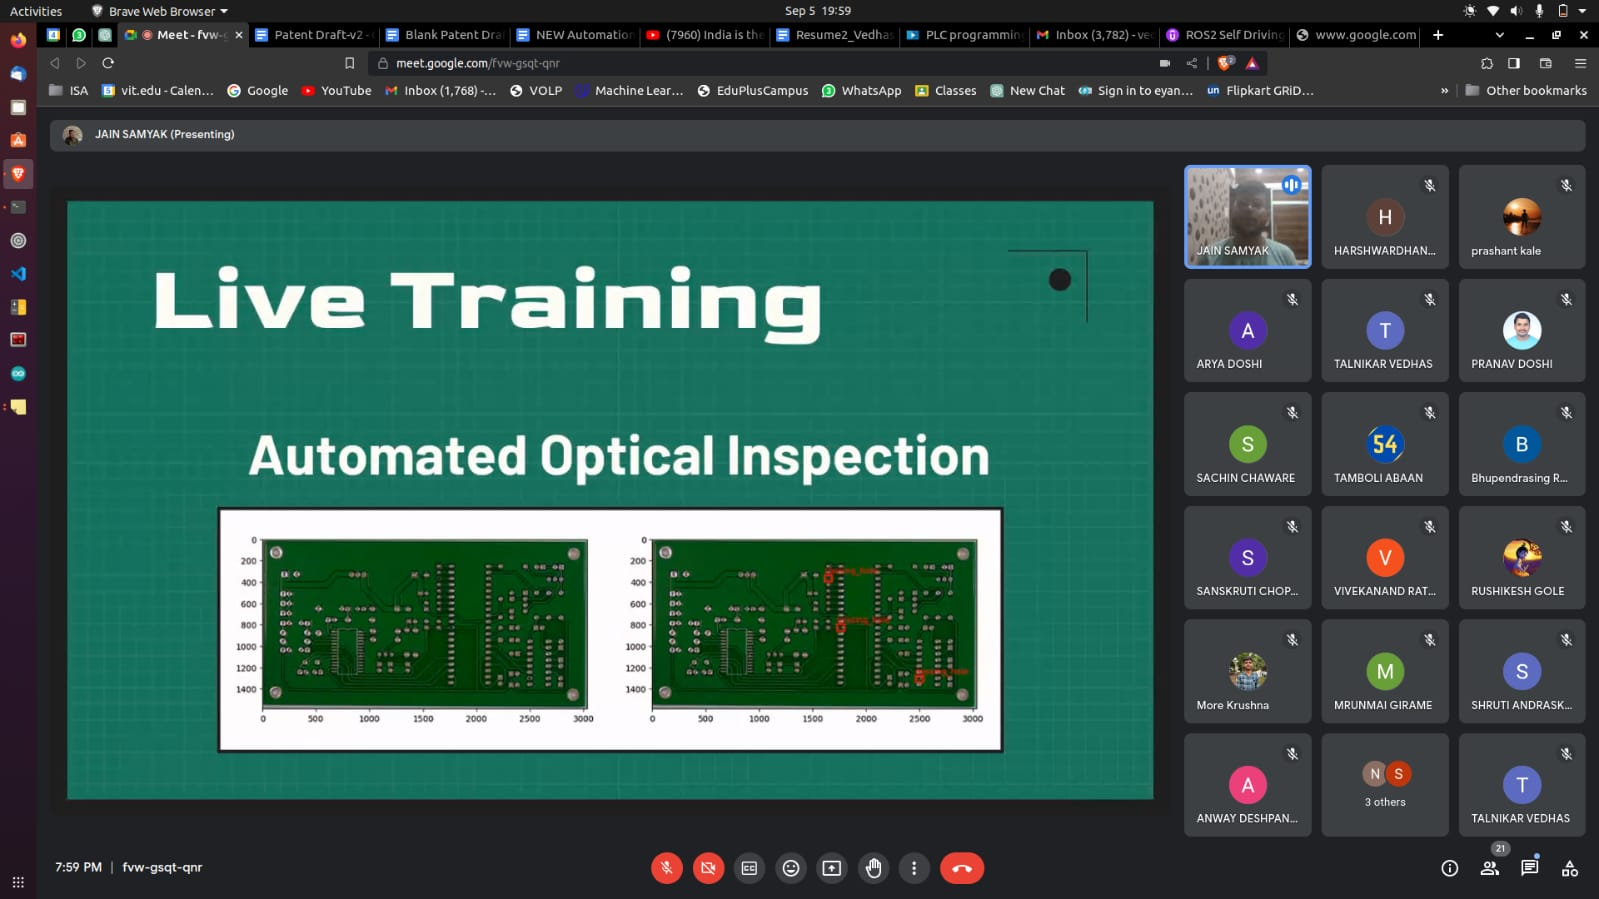 Activities
Brave Web Browser
Sep 5 19:59
Meet - fvw-g
Patent Draft-v2 -
Blank Patent Dra
NEW Automation
(7960) India is the
Resume2_Vedhas
PLC programmin
Inbox (3,782) - ve
ROS2 Self Driving
www.google.com
meet.google.com/fvw-gsqt-qnr
ISA
vit.edu - Calen...
Google
YouTube
Inbox (1,768) -...
VOLP
Machine Lear...
EduPlusCampus
WhatsApp
Classes
New Chat
Sign in to eyan...
Flipkart GRiD...
»
Other bookmarks
JAIN SAMYAK (Presenting)
Live Training
Automated Optical Inspection
0
200
400
600
800
1000
1200
1400
0 500 1000 1500 2000 2500 3000
0
200
400
600
800
1000
1200
1400
0 500 1000 1500 2000 2500 3000
JAIN SAMYAK
H
HARSHWARDHAN...
prashant kale
A
ARYA DOSHI
T
TALNIKAR VEDHAS
PRANAV DOSHI
S
SACHIN CHAWARE
54
TAMBOLI ABAAN
B
Bhupendrasing R...
S
SANSKRUTI CHOP...
V
VIVEKANAND RAT...
RUSHIKESH GOLE
More Krushna
M
MRUNMAI GIRAME
S
SHRUTI ANDRASK...
A
ANWAY DESHPAN...
N S
3 others
T
TALNIKAR VEDHAS
7:59 PM | fvw-gsqt-qnr
21